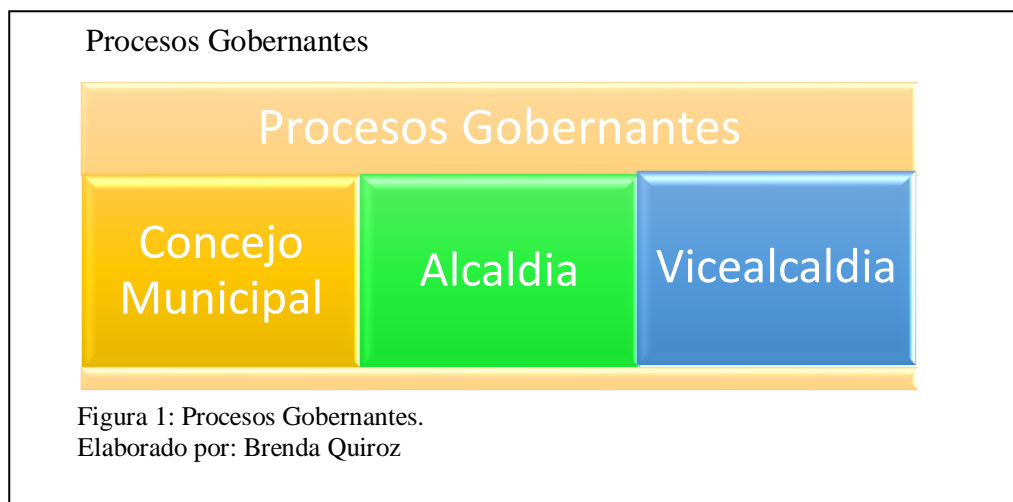 Procesos Gobernantes
Procesos Gobernantes
Concejo
Municipal
Alcaldia
Vicealcaldia
Figura 1: Procesos Gobernantes.
Elaborado por: Brenda Quiroz